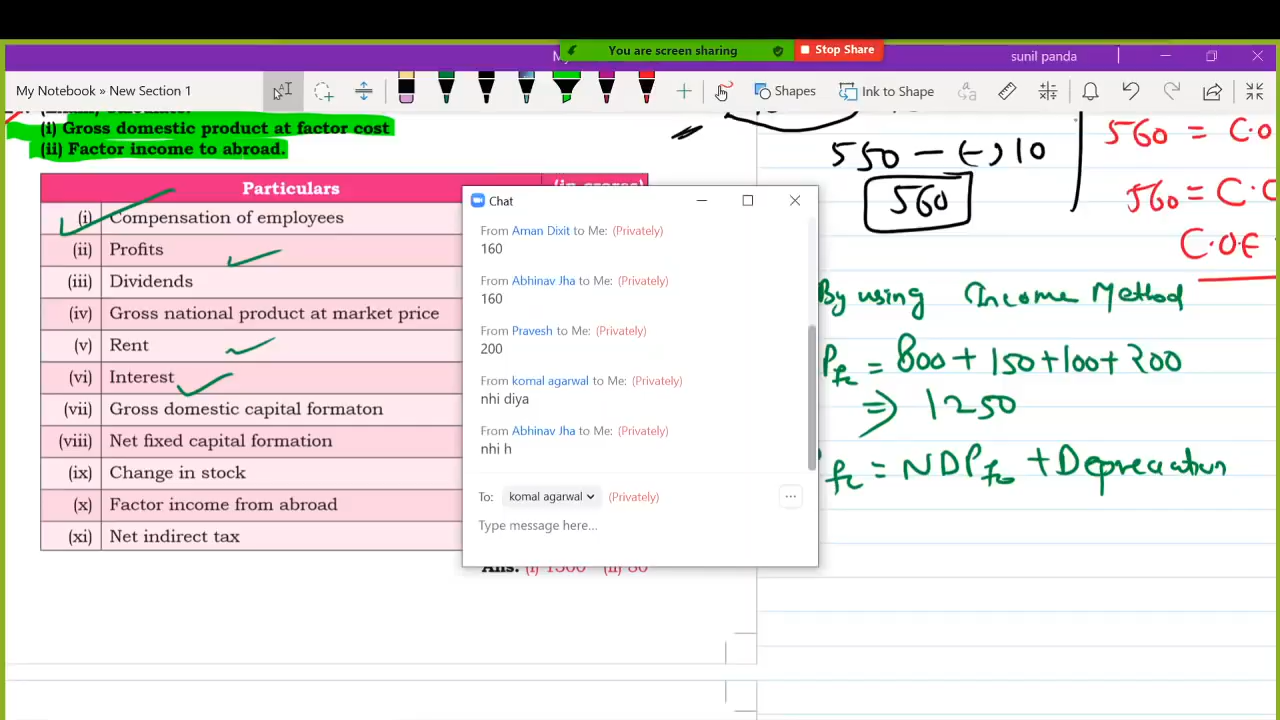 You are screen sharing
Stop Share
sunil panda
My Notebook » New Section 1
Shapes
Ink to Shape
(i) Gross domestic product at factor cost
(ii) Factor income to abroad.
Particulars
(i) Compensation of employees
(ii) Profits
(iii) Dividends
(iv) Gross national product at market price
(v) Rent
(vi) Interest
(vii) Gross domestic capital formaton
(viii) Net fixed capital formation
(ix) Change in stock
(x) Factor income from abroad
(xi) Net indirect tax
Chat
From Aman Dixit to Me: (Privately)
160
From Abhinav Jha to Me: (Privately)
160
From Pravesh to Me: (Privately)
200
From komal agarwal to Me: (Privately)
nhi diya
From Abhinav Jha to Me: (Privately)
nhi h
To: komal agarwal (Privately)
Type message here...
550 - (-) 10
560
560 = C.O
560 = C.O
C.O.E
By using Income Method
Pfc = 800 + 150 + 100 + 200
⇒ 1250
fc = NDPfc + Depreciation